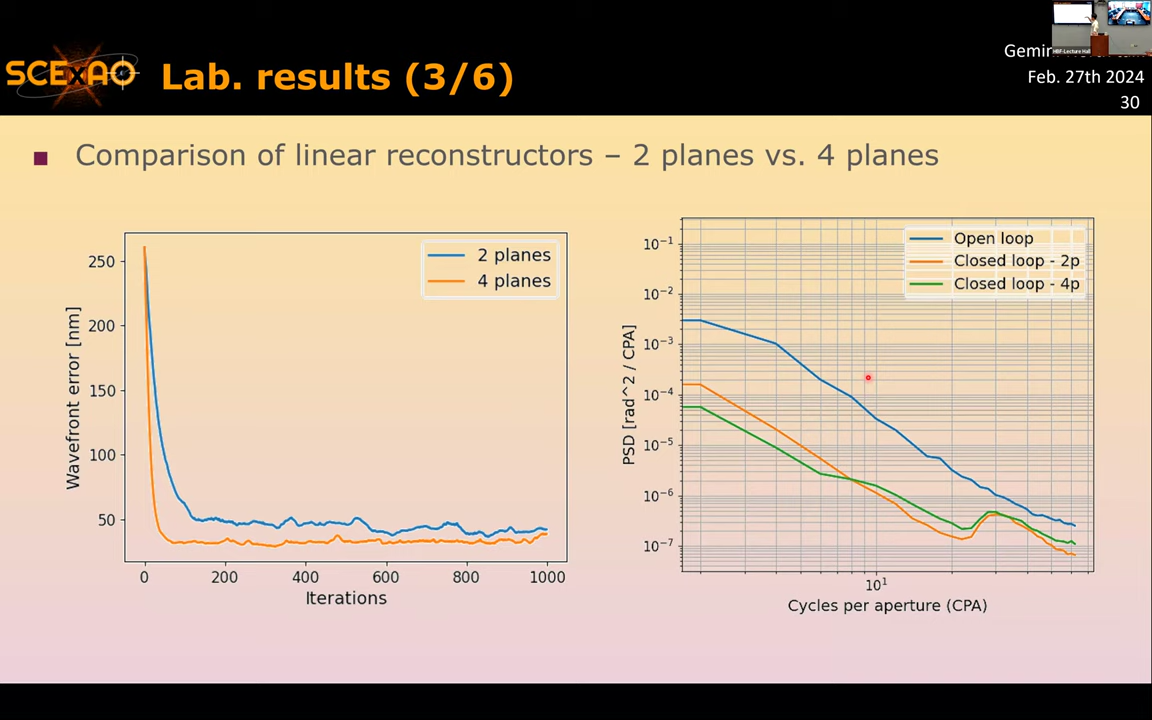 SCExAO
Lab. results (3/6)
Feb. 27th 2024
30
■ Comparison of linear reconstructors – 2 planes vs. 4 planes
Wavefront error [nm]
250
200
150
100
50
0
200
400
600
800
1000
Iterations
2 planes
4 planes
PSD [rad^2 / CPA]
10⁻¹
10⁻²
10⁻³
10⁻⁴
10⁻⁵
10⁻⁶
10⁻⁷
10¹
Cycles per aperture (CPA)
Open loop
Closed loop - 2p
Closed loop - 4p